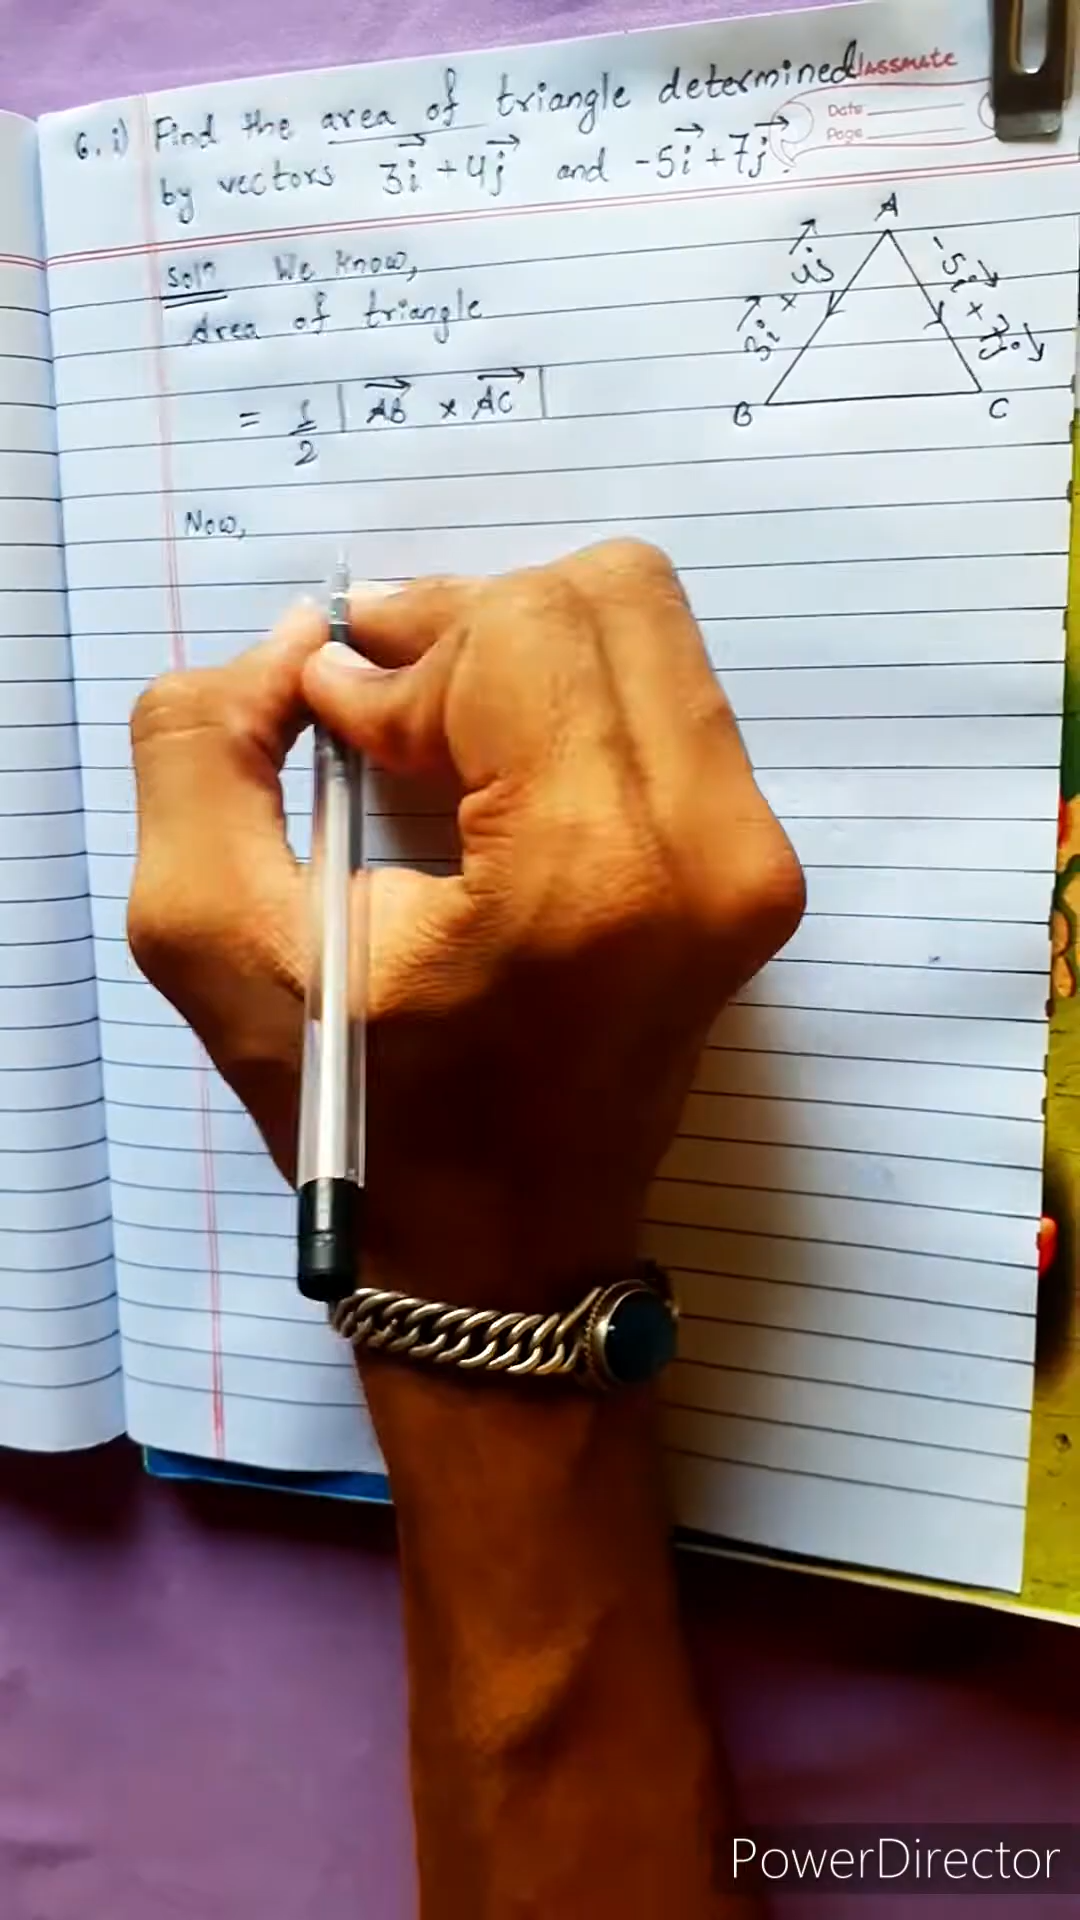 classmate
Date
Page
6. i) Find the area of triangle determined
by vectors 3i⃗ + 4j⃗ and -5i⃗ + 7j⃗.
Soln We know,
Area of triangle
= 1/2 | AB⃗ × AC⃗ |
Now,
A
B
C
PowerDirector